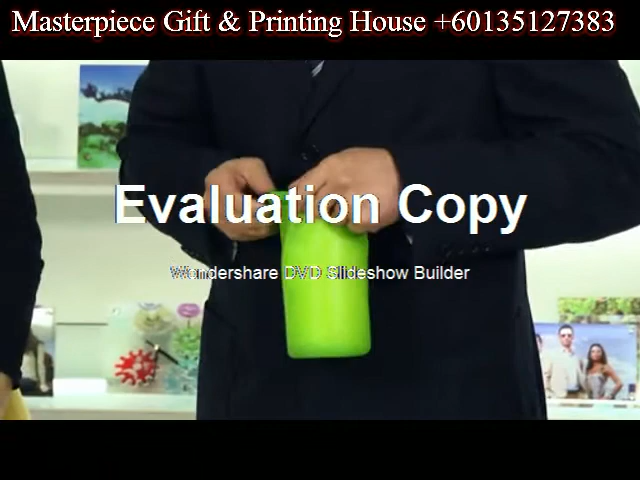 Masterpiece Gift & Printing House +60135127383
Evaluation Copy
Wondershare DVD Slideshow Builder